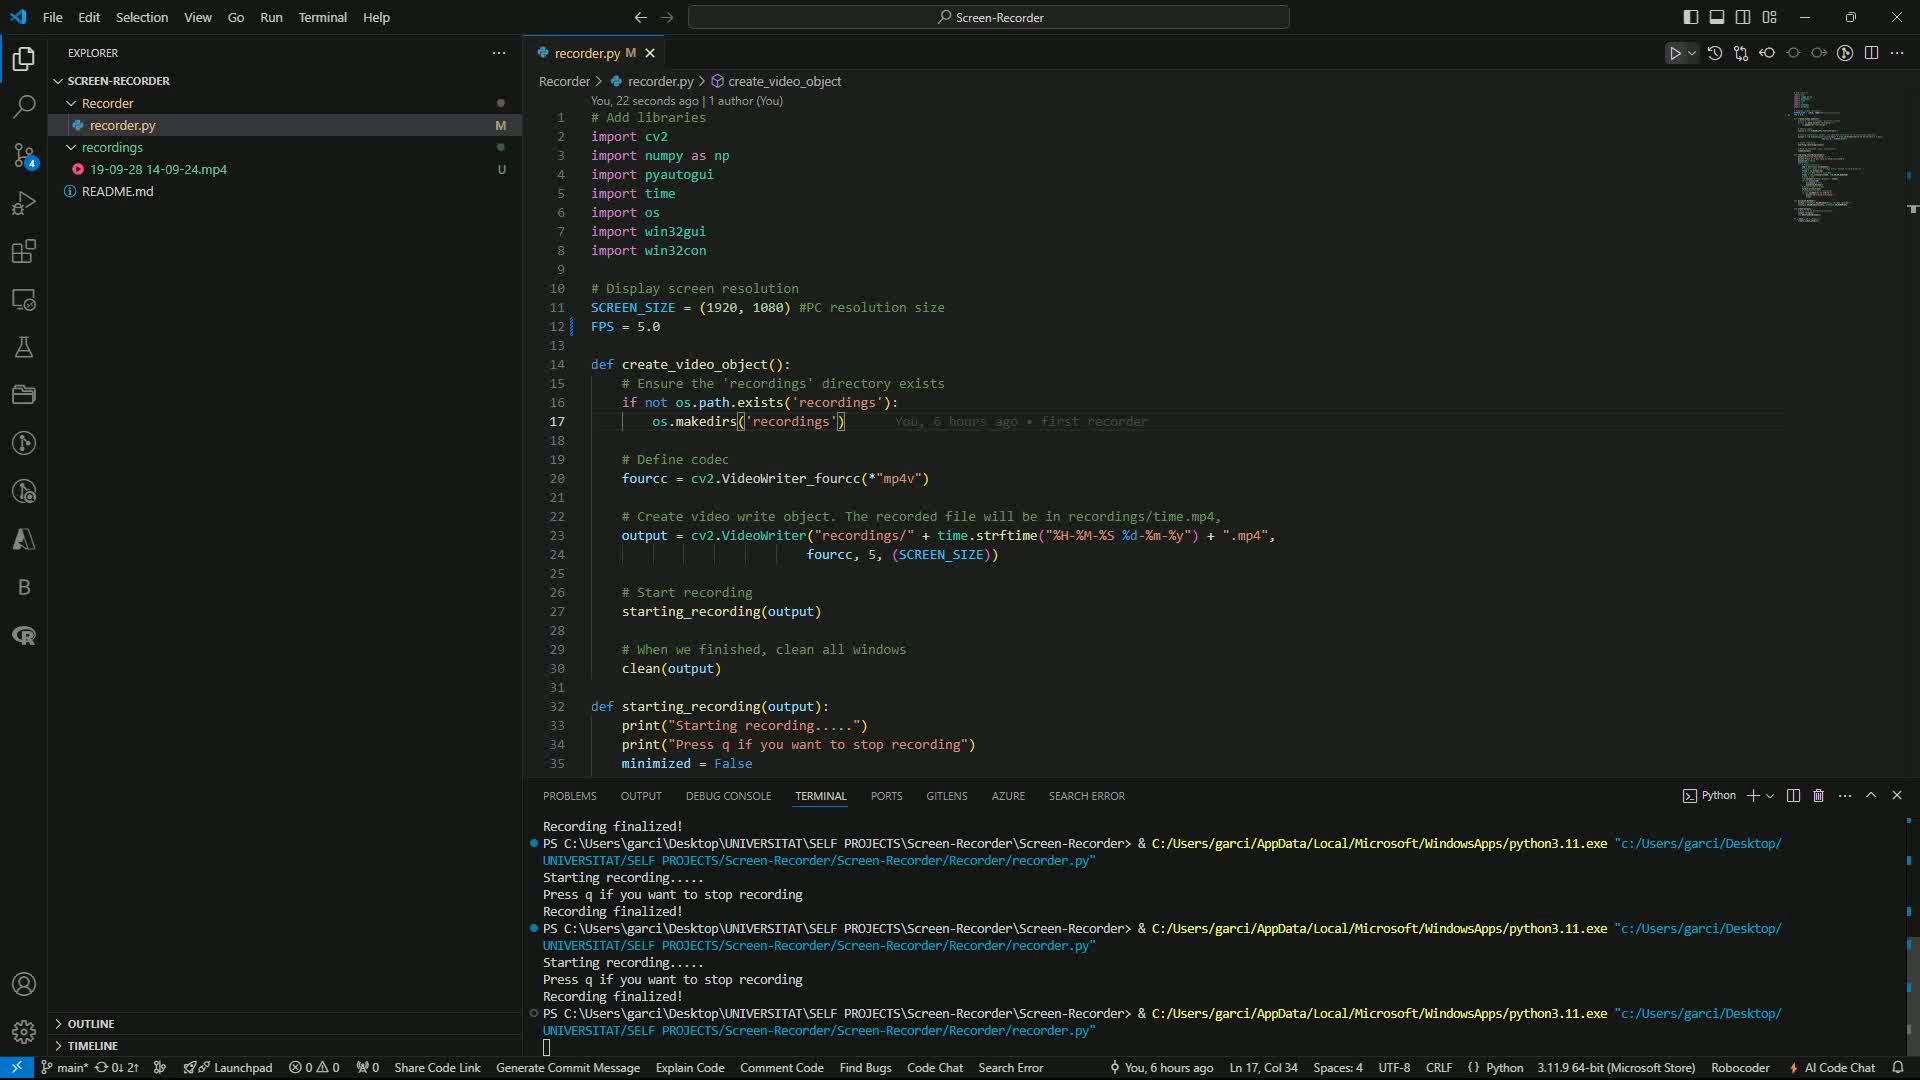 File Edit Selection View Go Run Terminal Help
Screen-Recorder
EXPLORER
SCREEN-RECORDER
Recorder
recorder.py M
recordings
19-09-28 14-09-24.mp4 U
README.md
4
B
OUTLINE
TIMELINE
recorder.py M
Recorder > recorder.py > create_video_object
You, 22 seconds ago | 1 author (You)
1 # Add libraries
2 import cv2
3 import numpy as np
4 import pyautogui
5 import time
6 import os
7 import win32gui
8 import win32con
9
10 # Display screen resolution
11 SCREEN_SIZE = (1920, 1080) #PC resolution size
12 FPS = 5.0
13
14 def create_video_object():
15 # Ensure the 'recordings' directory exists
16 if not os.path.exists('recordings'):
17 os.makedirs('recordings') You, 6 hours ago • first recorder
18
19 # Define codec
20 fourcc = cv2.VideoWriter_fourcc(*"mp4v")
21
22 # Create video write object. The recorded file will be in recordings/time.mp4,
23 output = cv2.VideoWriter("recordings/" + time.strftime("%H-%M-%S %d-%m-%y") + ".mp4",
24 fourcc, 5, (SCREEN_SIZE))
25
26 # Start recording
27 starting_recording(output)
28
29 # When we finished, clean all windows
30 clean(output)
31
32 def starting_recording(output):
33 print("Starting recording.....")
34 print("Press q if you want to stop recording")
35 minimized = False
PROBLEMS OUTPUT DEBUG CONSOLE TERMINAL PORTS GITLENS AZURE SEARCH ERROR
Python
Recording finalized!
PS C:\Users\garci\Desktop\UNIVERSITAT\SELF PROJECTS\Screen-Recorder\Screen-Recorder> & C:/Users/garci/AppData/Local/Microsoft/WindowsApps/python3.11.exe "c:/Users/garci/Desktop/
UNIVERSITAT/SELF PROJECTS/Screen-Recorder/Screen-Recorder/Recorder/recorder.py"
Starting recording.....
Press q if you want to stop recording
Recording finalized!
PS C:\Users\garci\Desktop\UNIVERSITAT\SELF PROJECTS\Screen-Recorder\Screen-Recorder> & C:/Users/garci/AppData/Local/Microsoft/WindowsApps/python3.11.exe "c:/Users/garci/Desktop/
UNIVERSITAT/SELF PROJECTS/Screen-Recorder/Screen-Recorder/Recorder/recorder.py"
Starting recording.....
Press q if you want to stop recording
Recording finalized!
PS C:\Users\garci\Desktop\UNIVERSITAT\SELF PROJECTS\Screen-Recorder\Screen-Recorder> & C:/Users/garci/AppData/Local/Microsoft/WindowsApps/python3.11.exe "c:/Users/garci/Desktop/
UNIVERSITAT/SELF PROJECTS/Screen-Recorder/Screen-Recorder/Recorder/recorder.py"
main* 0↓ 2↑ Launchpad 0 0 0 Share Code Link Generate Commit Message Explain Code Comment Code Find Bugs Code Chat Search Error You, 6 hours ago Ln 17, Col 34 Spaces: 4 UTF-8 CRLF { } Python 3.11.9 64-bit (Microsoft Store) Robocoder AI Code Chat